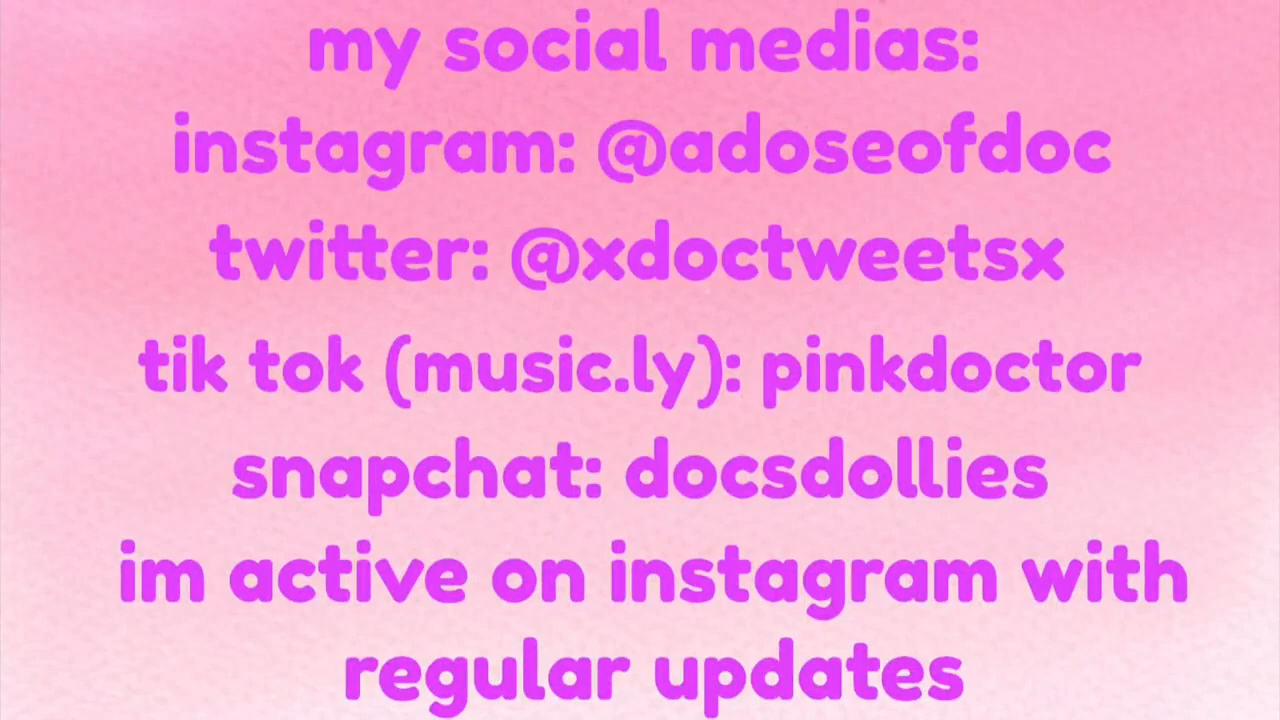 my social medias:
instagram: @adoseofdoc
twitter: @xdoctweetsx
tik tok (music.ly): pinkdoctor
snapchat: docsdollies
im active on instagram with
regular updates